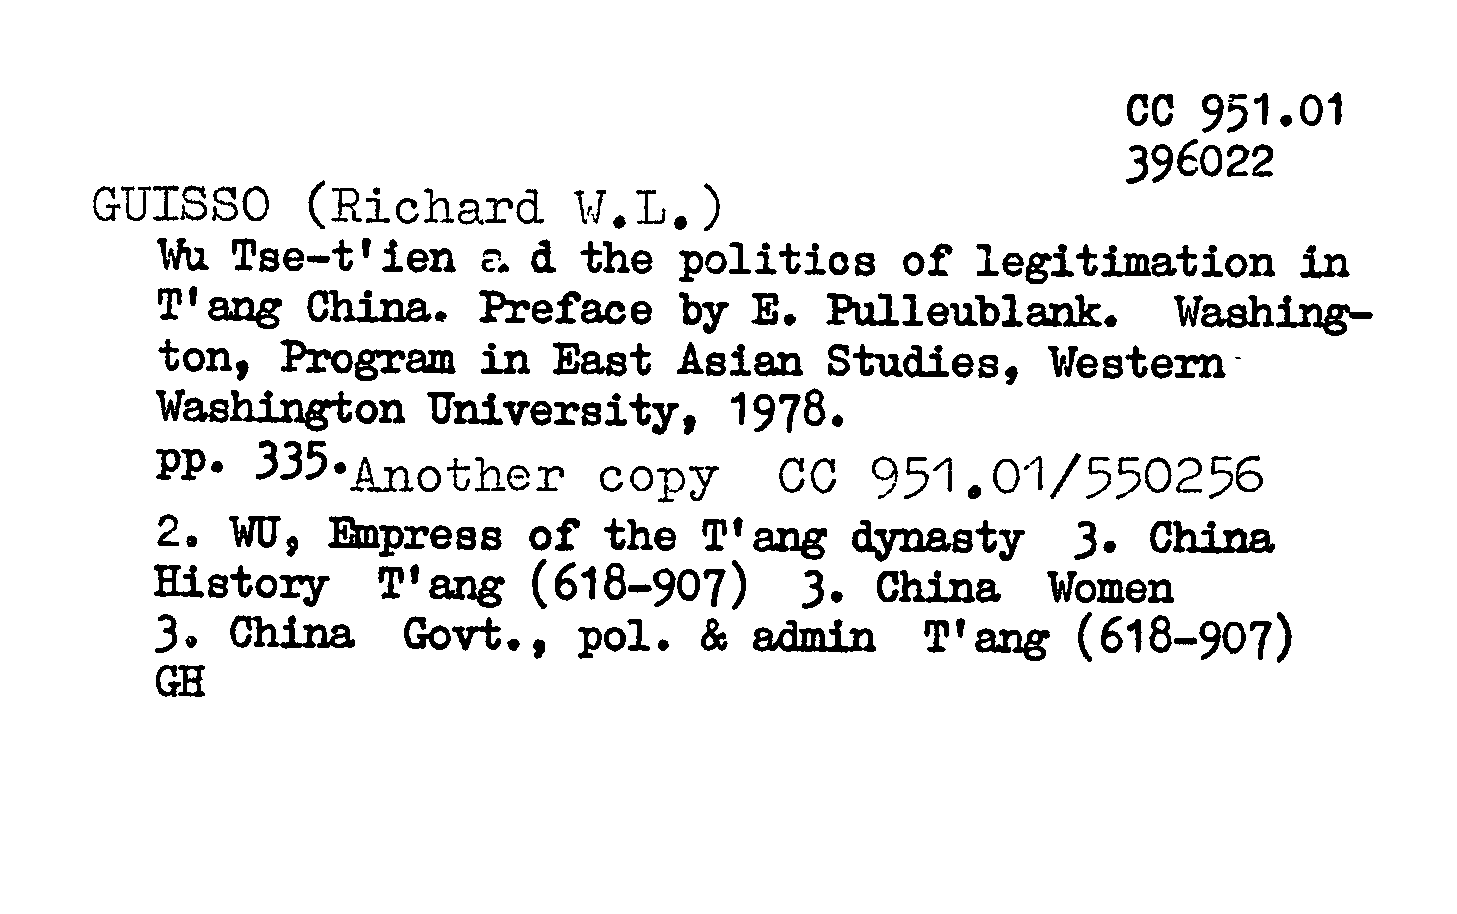 CC 951.01
396022
GUISSO (Richard W.L.)
Wu Tse-t'ien a d the politics of legitimation in
T'ang China. Preface by E. Pulleublank. Washing-
ton, Program in East Asian Studies, Western
Washington University, 1978.
pp. 335. Another copy CC 951.01/550256
2. WU, Empress of the T'ang dynasty 3. China
History T'ang (618-907) 3. China Women
3. China Govt., pol. & admin T'ang (618-907)
GH